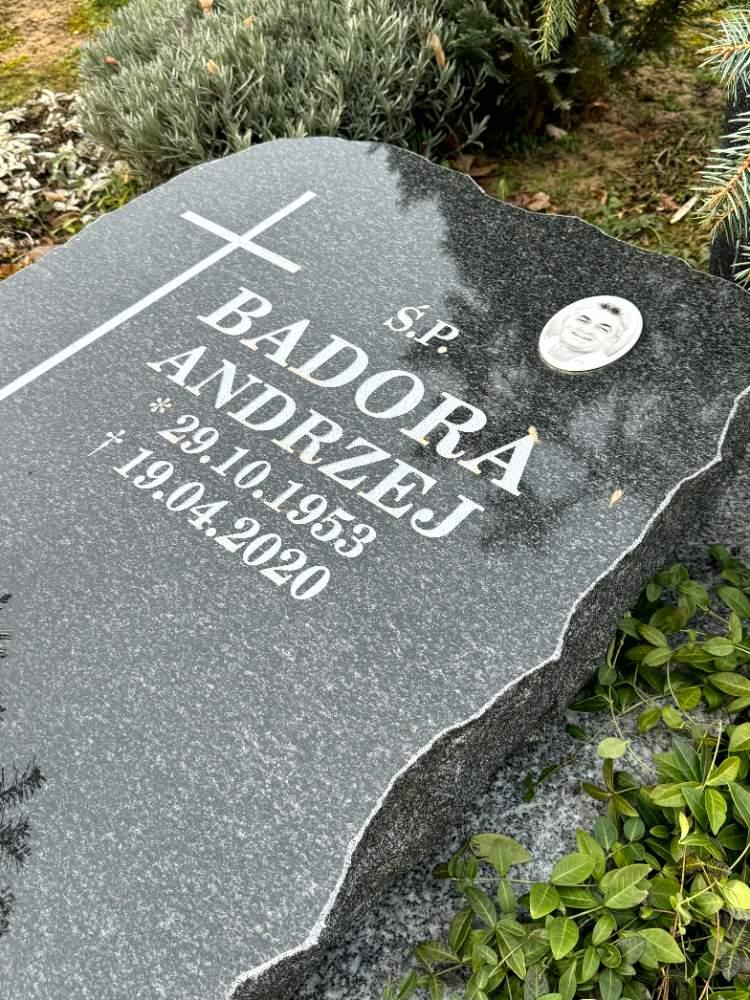 Ś.P.
BADORA
ANDRZEJ
* 29.10.1953
† 19.04.2020